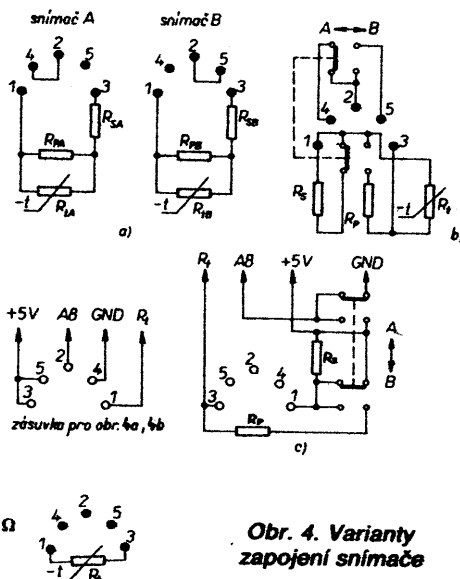 snímač A
snímač B
A B
4 2 5
4 2 5
1 3
1 3
R_SA
R_SB
R_PA
R_PB
-t R_tA
-t R_tB
a)
2
4 5
1 3
R_S
R_P
-t R_t
b)
R_t AB +5V GND
+5V AB GND R_t
A
B
R_S
5 2 4
3 1
5 2 4
3 1
R_P
zásuvka pro obr. 4a, 4b
c)
Ω
4 2 5
1 3
-t
Obr. 4. Varianty
zapojení snímače